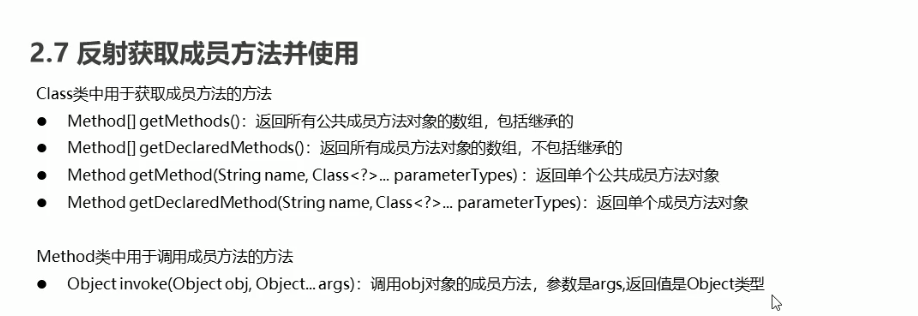 2.7 反射获取成员方法并使用
Class类中用于获取成员方法的方法
● Method[] getMethods()：返回所有公共成员方法对象的数组，包括继承的
● Method[] getDeclaredMethods()：返回所有成员方法对象的数组，不包括继承的
● Method getMethod(String name, Class<?>... parameterTypes) ：返回单个公共成员方法对象
● Method getDeclaredMethod(String name, Class<?>... parameterTypes)：返回单个成员方法对象
Method类中用于调用成员方法的方法
● Object invoke(Object obj, Object... args)：调用obj对象的成员方法，参数是args,返回值是Object类型